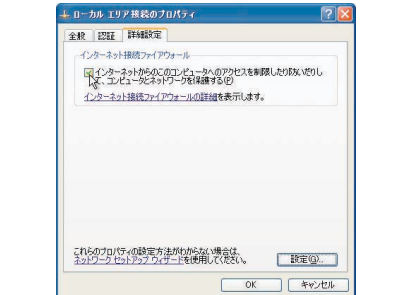 ローカル エリア接続のプロパティ
全般 認証 詳細設定
インターネット接続ファイアウォール
インターネットからのこのコンピュータへのアクセスを制限したり防いだりし
て、コンピュータとネットワークを保護する(P)
インターネット接続ファイアウォールの詳細を表示します。
これらのプロパティの設定方法がわからない場合は、
ネットワーク セットアップ ウィザードを使用してください。
設定(G)...
OK キャンセル